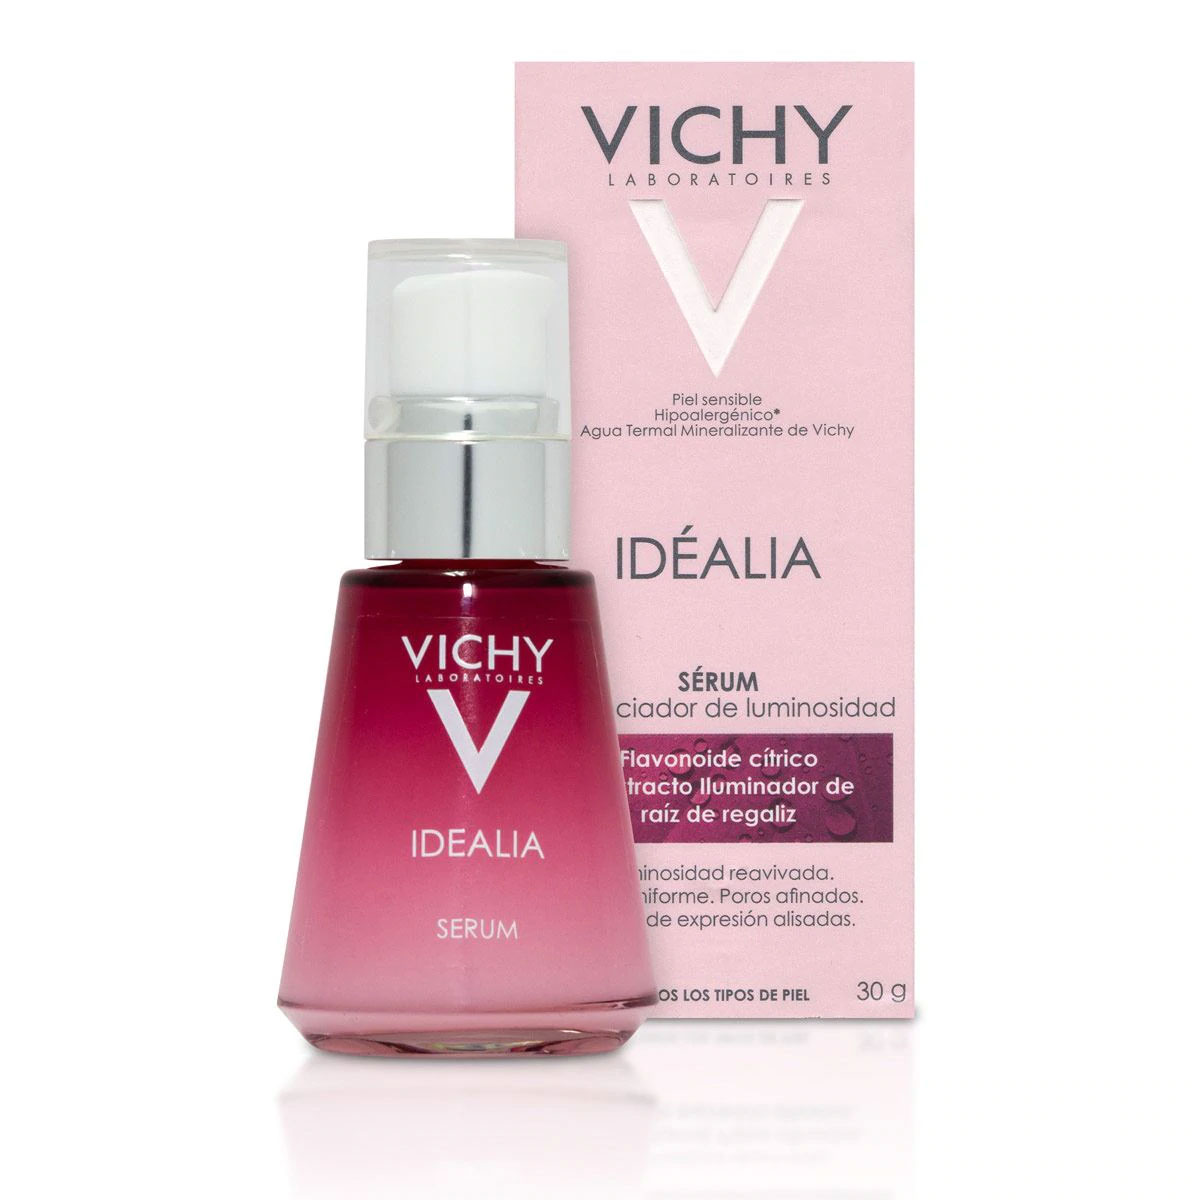 VICHY
LABORATOIRES
V
Piel sensible
Hipoalergénico*
Agua Termal Mineralizante de Vichy
IDÉALIA
SÉRUM
ciador de luminosidad
Flavonoide cítrico
tracto Iluminador de
raíz de regaliz
inosidad reavivada.
niforme. Poros afinados.
de expresión alisadas.
OS LOS TIPOS DE PIEL
30 g
VICHY
LABORATOIRES
V
IDEALIA
SERUM